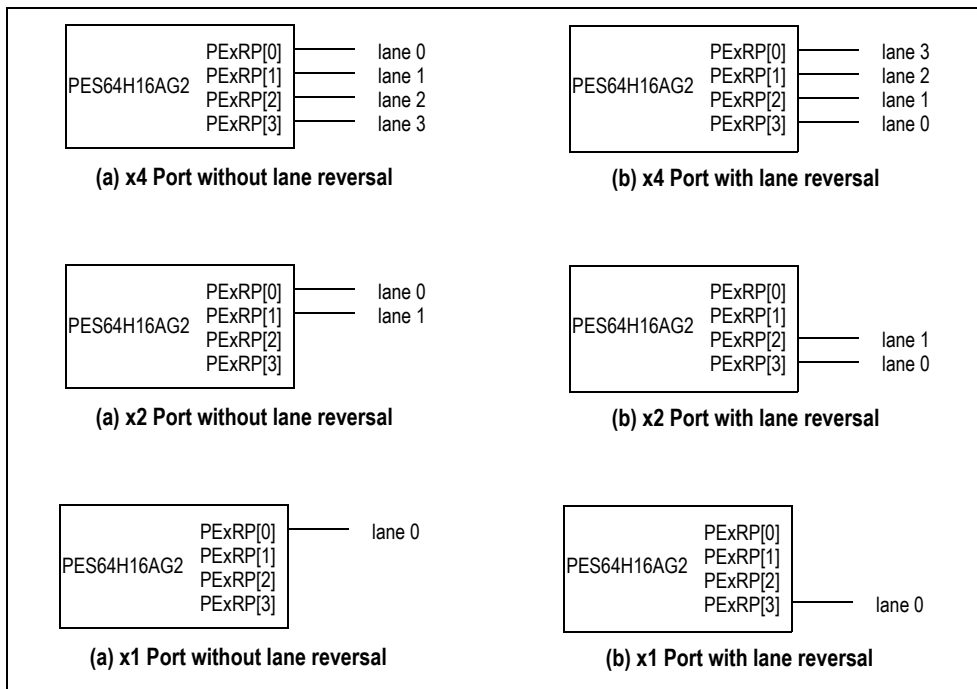 PES64H16AG2
PExRP[0] lane 0
PExRP[1] lane 1
PExRP[2] lane 2
PExRP[3] lane 3
(a) x4 Port without lane reversal
PES64H16AG2
PExRP[0] lane 3
PExRP[1] lane 2
PExRP[2] lane 1
PExRP[3] lane 0
(b) x4 Port with lane reversal
PES64H16AG2
PExRP[0] lane 0
PExRP[1] lane 1
PExRP[2]
PExRP[3]
(a) x2 Port without lane reversal
PES64H16AG2
PExRP[0]
PExRP[1]
PExRP[2] lane 1
PExRP[3] lane 0
(b) x2 Port with lane reversal
PES64H16AG2
PExRP[0] lane 0
PExRP[1]
PExRP[2]
PExRP[3]
(a) x1 Port without lane reversal
PES64H16AG2
PExRP[0]
PExRP[1]
PExRP[2]
PExRP[3] lane 0
(b) x1 Port with lane reversal